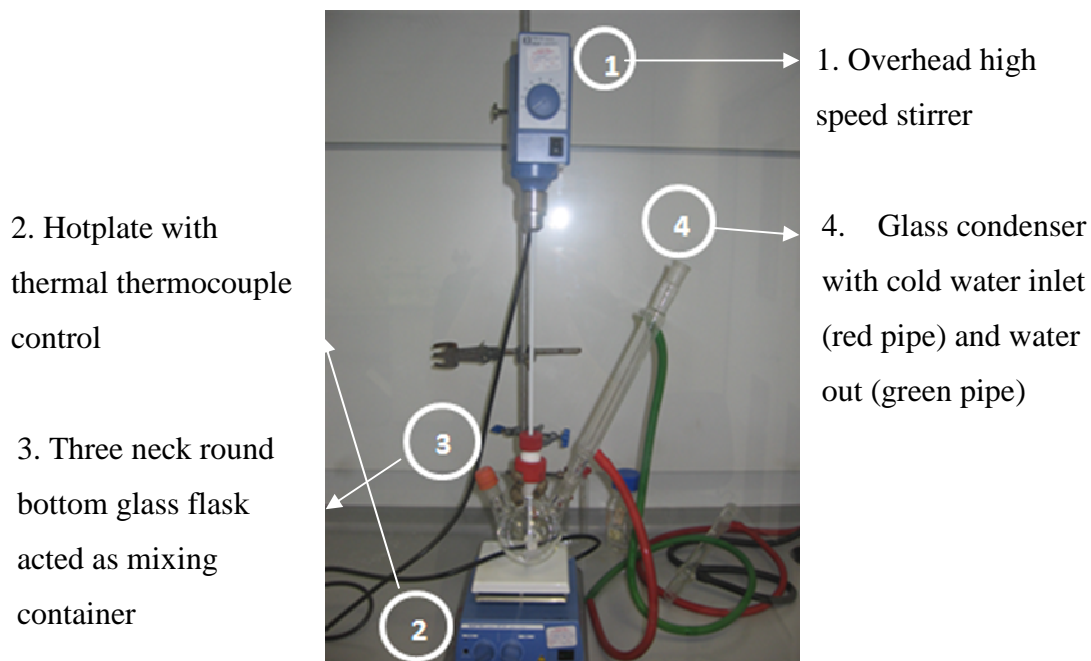 1. Overhead high
speed stirrer
2. Hotplate with
thermal thermocouple
control
4. Glass condenser
with cold water inlet
(red pipe) and water
out (green pipe)
3. Three neck round
bottom glass flask
acted as mixing
container
1
4
3
2